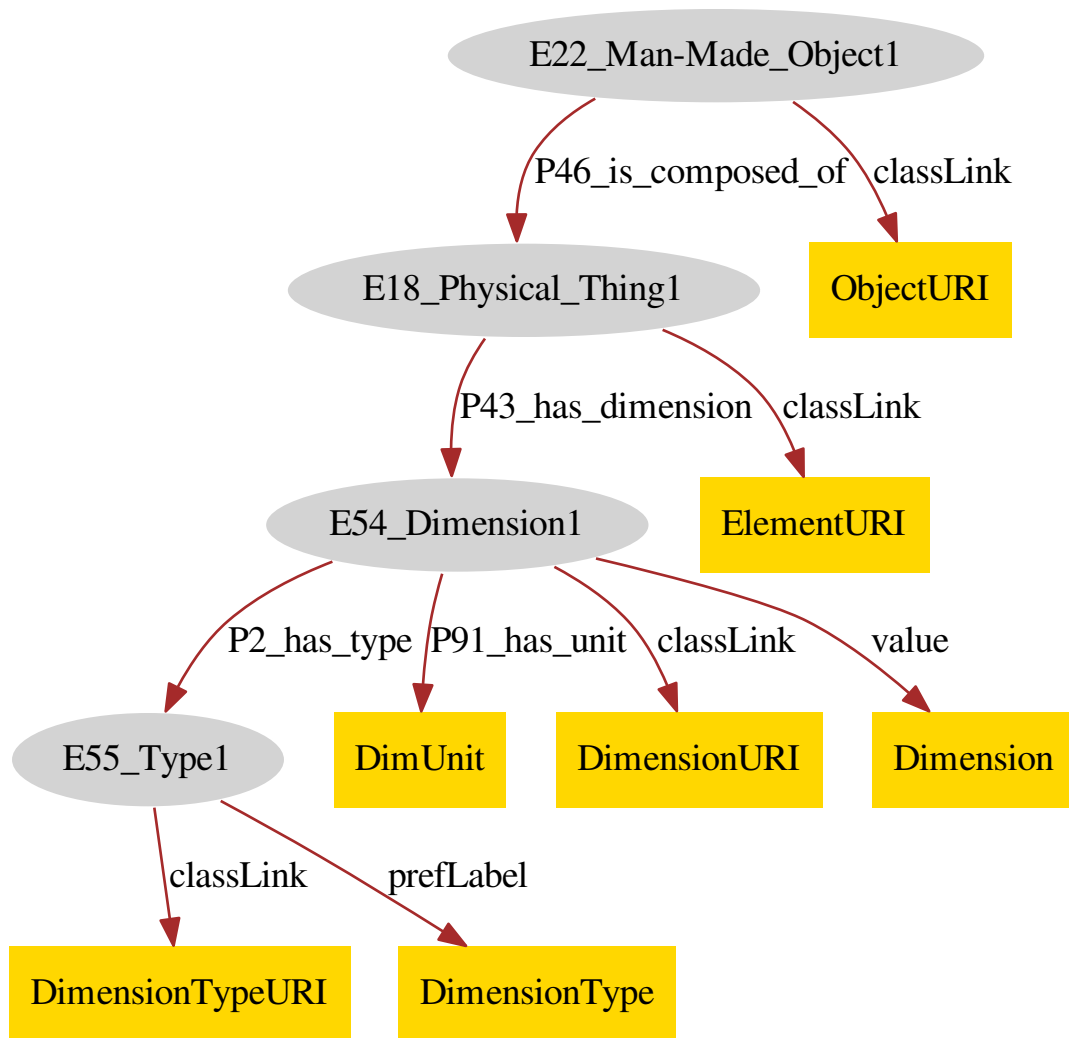 E22_Man-Made_Object1
P46_is_composed_of
classLink
E18_Physical_Thing1
ObjectURI
P43_has_dimension
classLink
E54_Dimension1
ElementURI
P2_has_type
P91_has_unit
classLink
value
E55_Type1
DimUnit
DimensionURI
Dimension
classLink
prefLabel
DimensionTypeURI
DimensionType